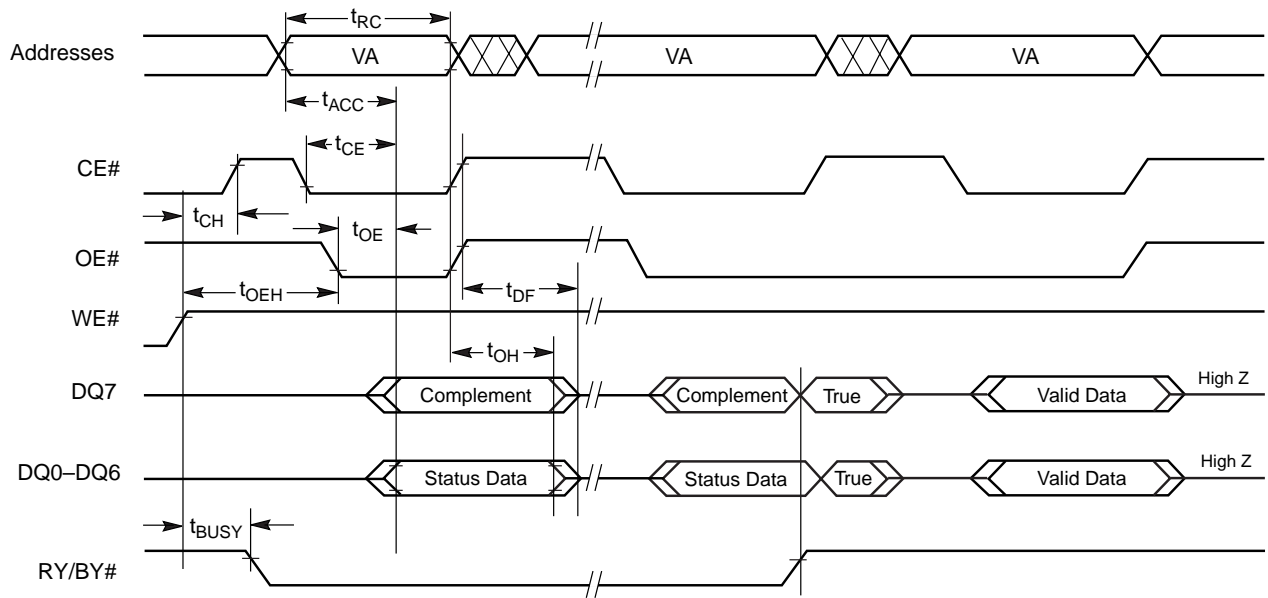 tRC
Addresses VA VA VA
tACC
tCE
CE#
tCH tOE
OE#
tOEH tDF
WE#
tOH
DQ7 Complement Complement True Valid Data High Z
DQ0–DQ6 Status Data Status Data True Valid Data High Z
tBUSY
RY/BY#